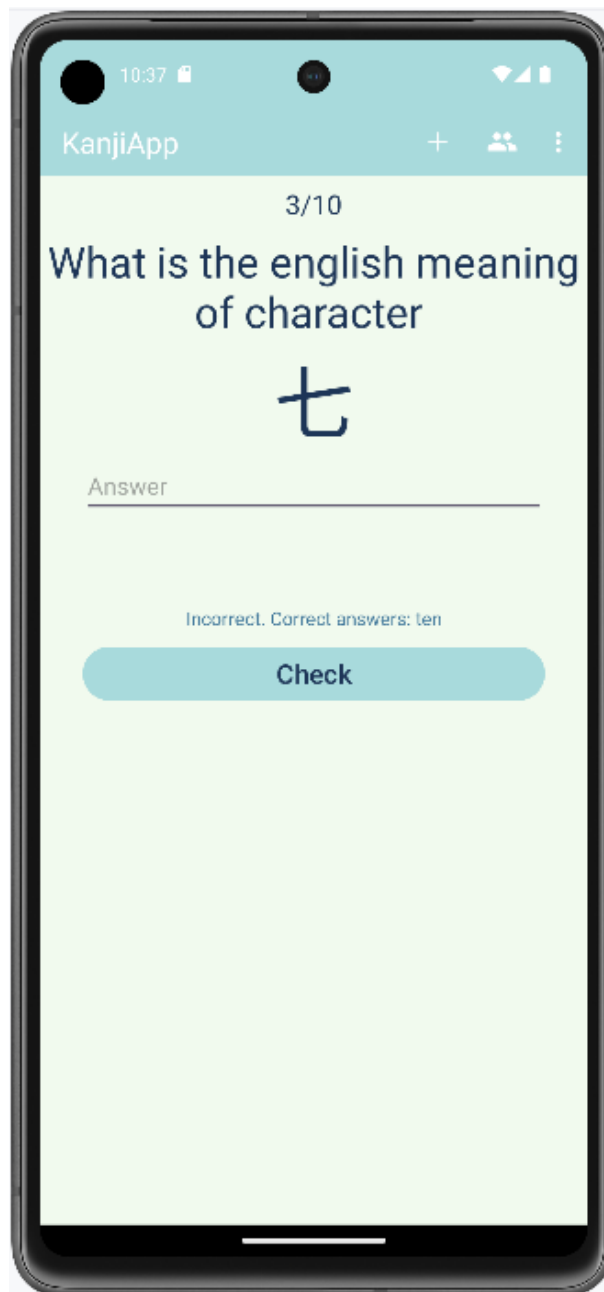 10:37
KanjiApp
3/10
What is the english meaning
of character
七
Answer
Incorrect. Correct answers: ten
Check